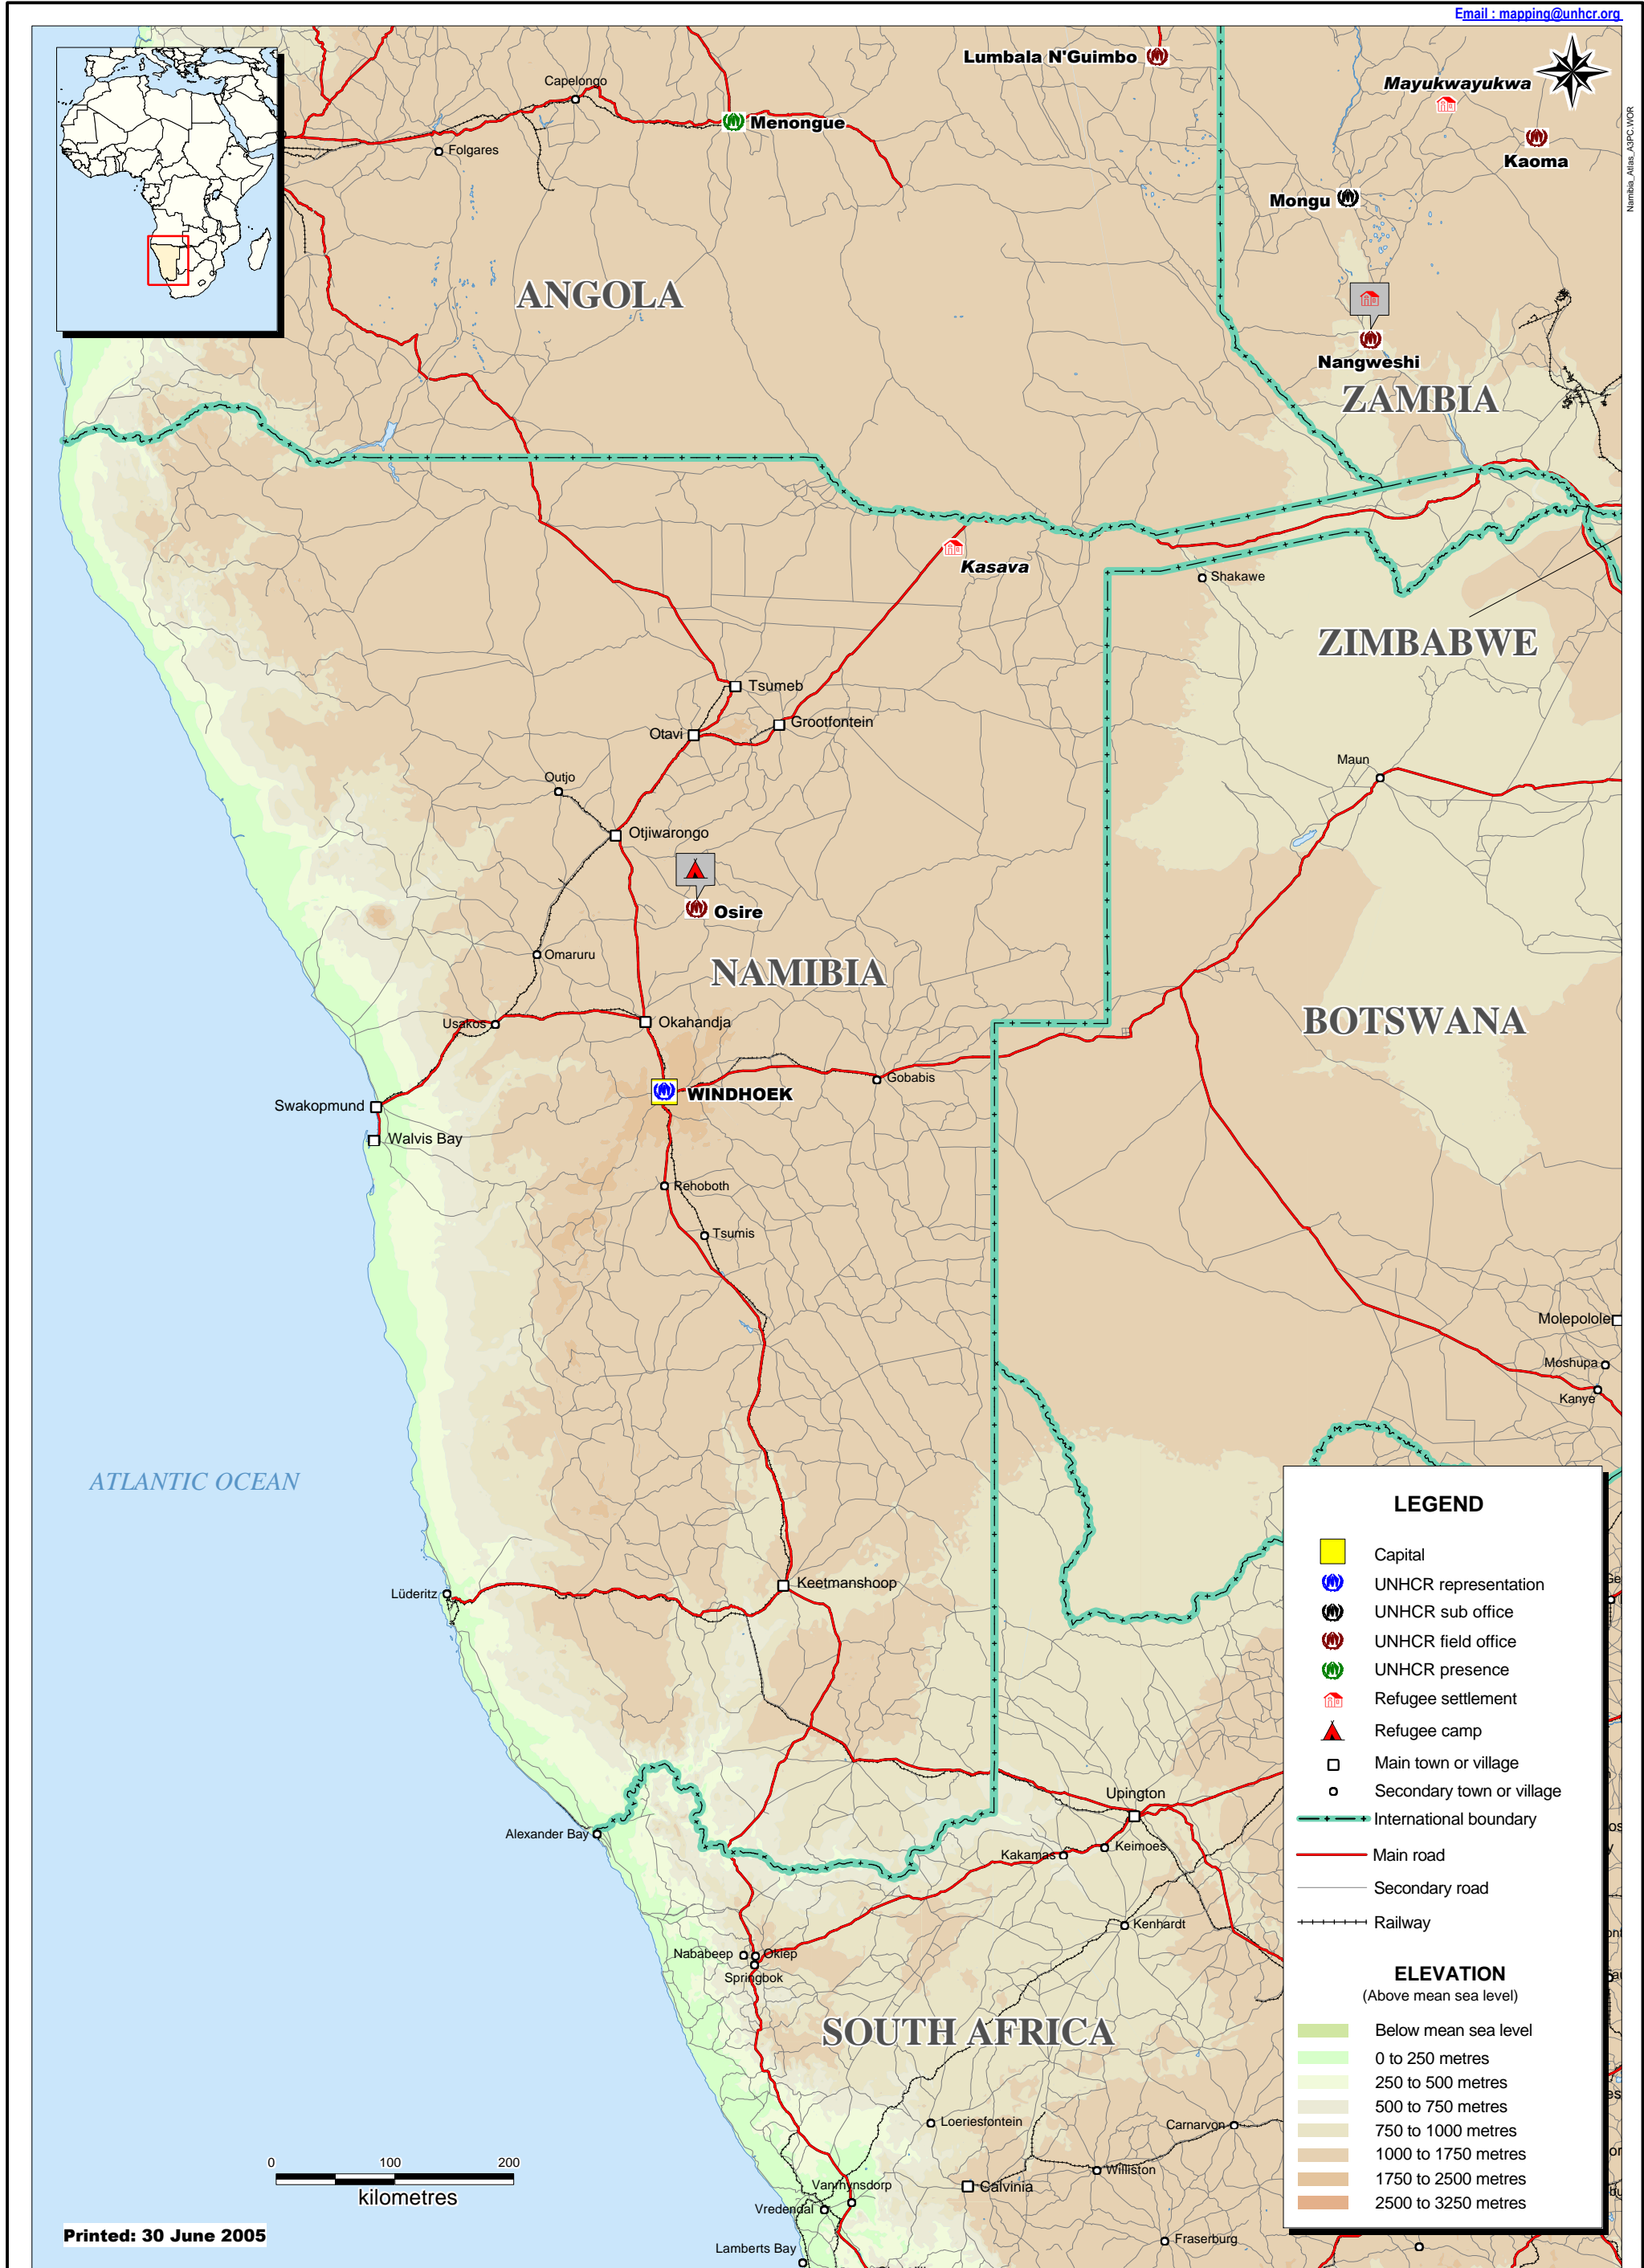 Email : mapping@unhcr.org
Namibia_Atlas_A3PC.WOR
Lumbala N'Guimbo
Mayukwayukwa
Capelongo
Menongue
Folgares
Kaoma
Mongu
ANGOLA
Nangweshi
ZAMBIA
Kasava
Shakawe
ZIMBABWE
Tsumeb
Grootfontein
Otavi
Maun
Outjo
Otjiwarongo
Osire
Omaruru
NAMIBIA
Usakos
Okahandja
BOTSWANA
Gobabis
WINDHOEK
Swakopmund
Walvis Bay
Rehoboth
Tsumis
Molepolole
Moshupa
Kanye
ATLANTIC OCEAN
Keetmanshoop
Lüderitz
Upington
Alexander Bay
Keimoes
Kakamas
Kenhardt
Nababeep
Okiep
Springbok
SOUTH AFRICA
Loeriesfontein
Carnarvon
Williston
Calvinia
Vanrhynsdorp
Vredendal
Fraserburg
Lamberts Bay
LEGEND
Capital
UNHCR representation
UNHCR sub office
UNHCR field office
UNHCR presence
Refugee settlement
Refugee camp
Main town or village
Secondary town or village
International boundary
Main road
Secondary road
Railway
ELEVATION
(Above mean sea level)
Below mean sea level
0 to 250 metres
250 to 500 metres
500 to 750 metres
750 to 1000 metres
1000 to 1750 metres
1750 to 2500 metres
2500 to 3250 metres
0 100 200
kilometres
Printed: 30 June 2005